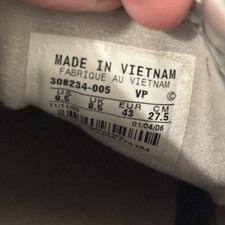 MADE IN VIETNAM
FABRIQUE AU VIETNAM
308234-005 VP ©
US UK EUR CM
9.5 8.5 43 27.5
01/04/06